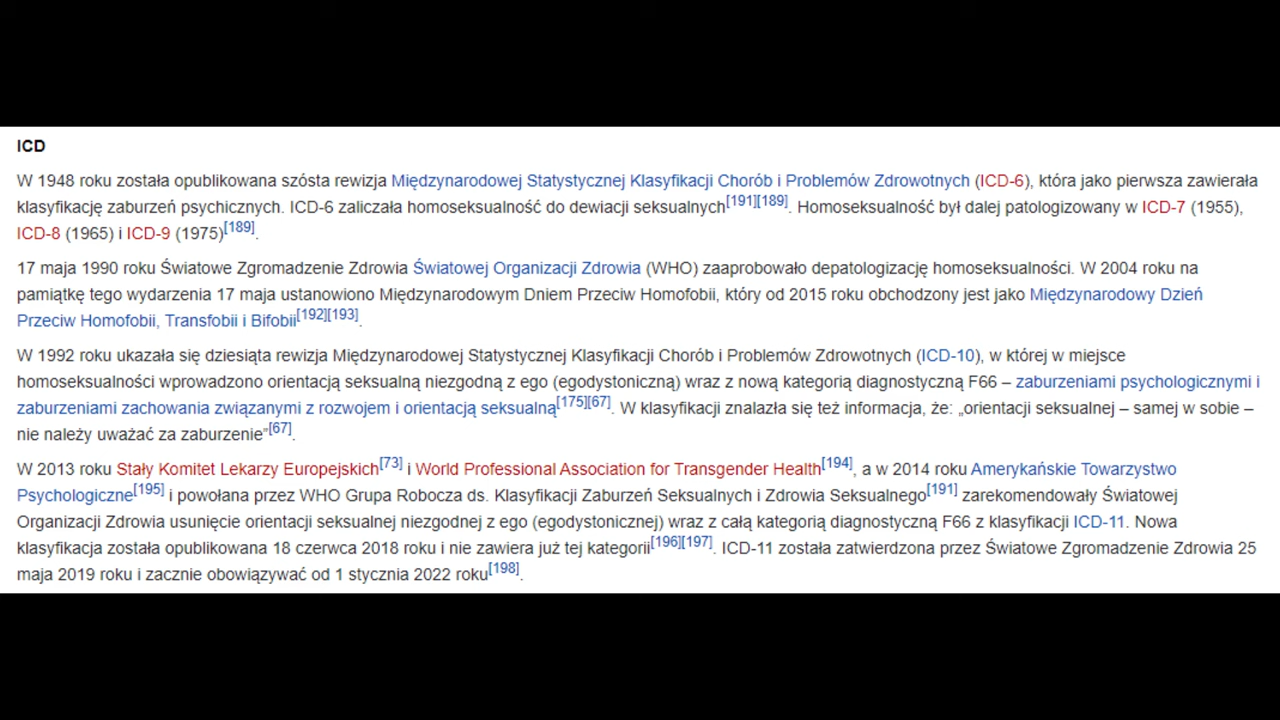 ICD
W 1948 roku została opublikowana szósta rewizja Międzynarodowej Statystycznej Klasyfikacji Chorób i Problemów Zdrowotnych (ICD-6), która jako pierwsza zawierała
klasyfikację zaburzeń psychicznych. ICD-6 zaliczała homoseksualność do dewiacji seksualnych[191][189]. Homoseksualność był dalej patologizowany w ICD-7 (1955),
ICD-8 (1965) i ICD-9 (1975)[189].
17 maja 1990 roku Światowe Zgromadzenie Zdrowia Światowej Organizacji Zdrowia (WHO) zaaprobowało depatologizację homoseksualności. W 2004 roku na
pamiątkę tego wydarzenia 17 maja ustanowiono Międzynarodowym Dniem Przeciw Homofobii, który od 2015 roku obchodzony jest jako Międzynarodowy Dzień
Przeciw Homofobii, Transfobii i Bifobii[192][193].
W 1992 roku ukazała się dziesiąta rewizja Międzynarodowej Statystycznej Klasyfikacji Chorób i Problemów Zdrowotnych (ICD-10), w której w miejsce
homoseksualności wprowadzono orientacją seksualną niezgodną z ego (egodystoniczną) wraz z nową kategorią diagnostyczną F66 – zaburzeniami psychologicznymi i
zaburzeniami zachowania związanymi z rozwojem i orientacją seksualną[175][67]. W klasyfikacji znalazła się też informacja, że: „orientacji seksualnej – samej w sobie –
nie należy uważać za zaburzenie”[67].
W 2013 roku Stały Komitet Lekarzy Europejskich[73] i World Professional Association for Transgender Health[194], a w 2014 roku Amerykańskie Towarzystwo
Psychologiczne[195] i powołana przez WHO Grupa Robocza ds. Klasyfikacji Zaburzeń Seksualnych i Zdrowia Seksualnego[191] zarekomendowały Światowej
Organizacji Zdrowia usunięcie orientacji seksualnej niezgodnej z ego (egodystonicznej) wraz z całą kategorią diagnostyczną F66 z klasyfikacji ICD-11. Nowa
klasyfikacja została opublikowana 18 czerwca 2018 roku i nie zawiera już tej kategorii[196][197]. ICD-11 została zatwierdzona przez Światowe Zgromadzenie Zdrowia 25
maja 2019 roku i zacznie obowiązywać od 1 stycznia 2022 roku[198].